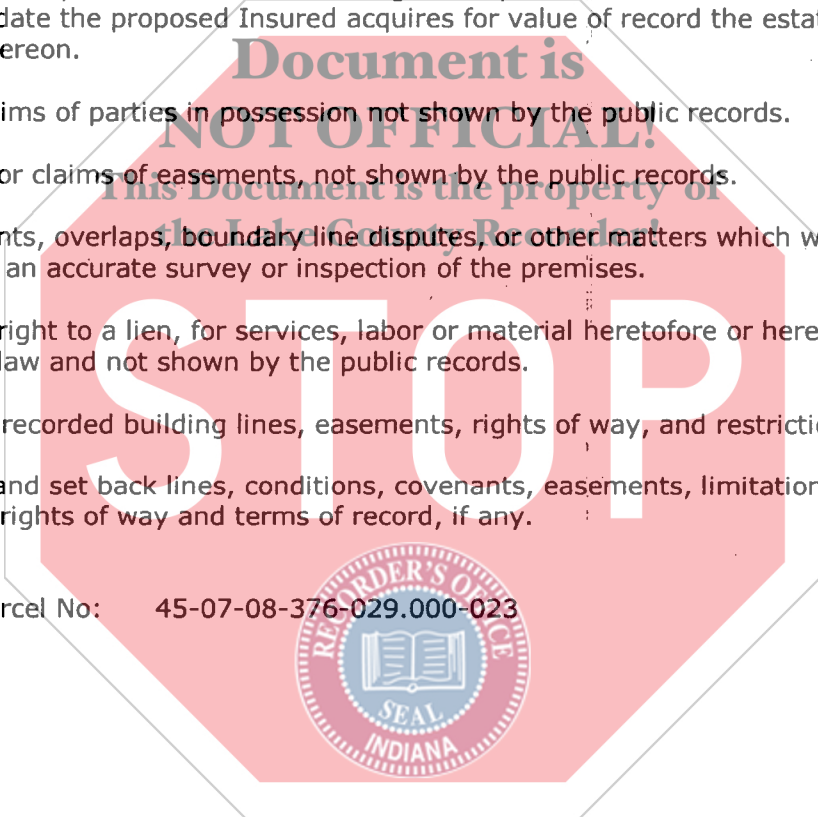 date the proposed Insured acquires for value of record the esta
ereon.
Document is
ims of parties in possession not shown by the public records.
NOT OFFICIAL!
or claims of easements, not shown by the public records.
This Document is the property of
the Lake County Recorder!
nts, overlaps, boundary line disputes, or other matters which w
an accurate survey or inspection of the premises.
right to a lien, for services, labor or material heretofore or here
law and not shown by the public records.
STOP
recorded building lines, easements, rights of way, and restricti
and set back lines, conditions, covenants, easements, limitation
rights of way and terms of record, if any.
rcel No: 45-07-08-376-029.000-023
RECORDER'S OFFICE
SEAL
INDIANA